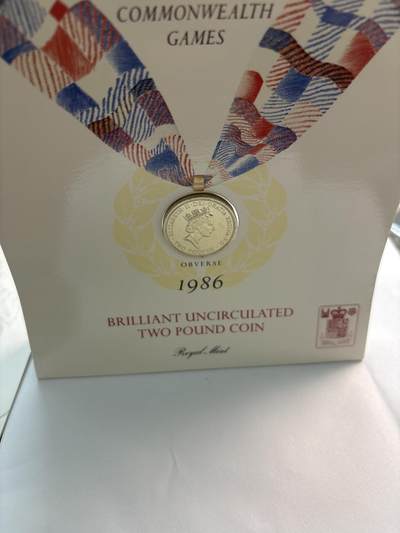 COMMONWEALTH
GAMES
OBVERSE
1986
BRILLIANT UNCIRCULATED
TWO POUND COIN
Royal Mint